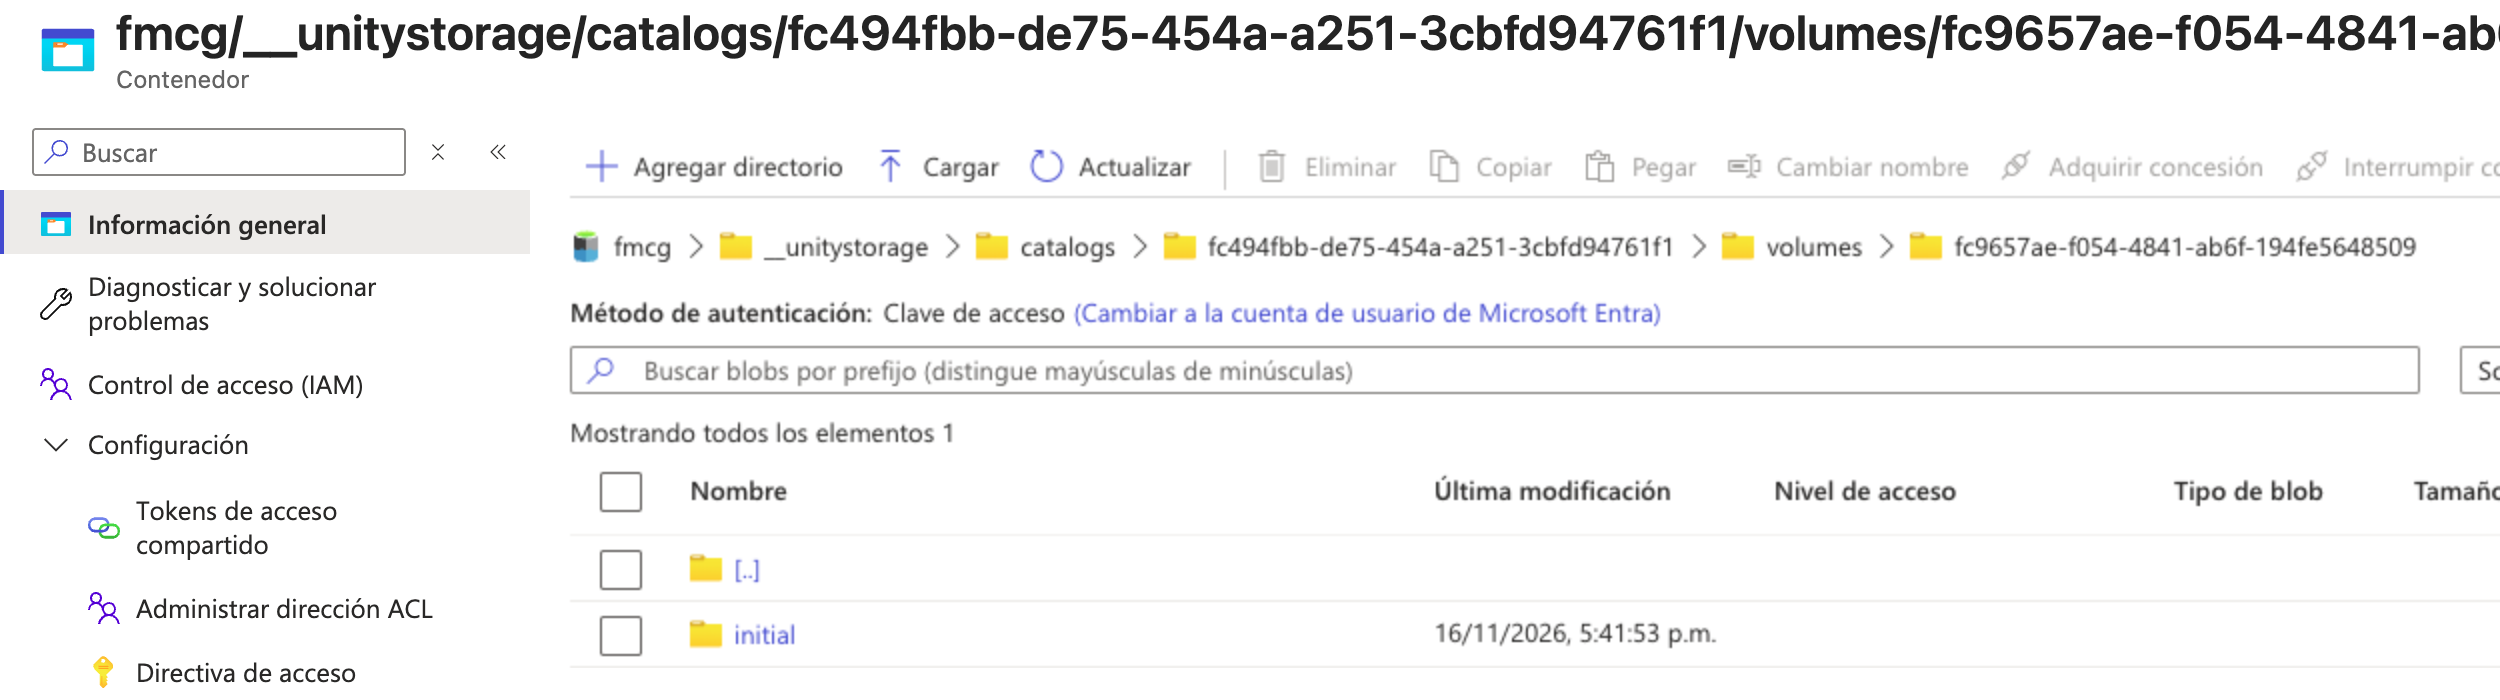 fmcg/__unitystorage/catalogs/fc494fbb-de75-454a-a251-3cbfd94761f1/volumes/fc9657ae-f054-4841-ab
Contenedor
Buscar
Información general
Diagnosticar y solucionar
problemas
Control de acceso (IAM)
Configuración
Tokens de acceso
compartido
Administrar dirección ACL
Directiva de acceso
Agregar directorio Cargar Actualizar Eliminar Copiar Pegar Cambiar nombre Adquirir concesión Interrumpir
fmcg > __unitystorage > catalogs > fc494fbb-de75-454a-a251-3cbfd94761f1 > volumes > fc9657ae-f054-4841-ab6f-194fe5648509
Método de autenticación: Clave de acceso (Cambiar a la cuenta de usuario de Microsoft Entra)
Buscar blobs por prefijo (distingue mayúsculas de minúsculas)
Mostrando todos los elementos 1
Nombre Última modificación Nivel de acceso Tipo de blob Tamaño
[..]
initial 16/11/2026, 5:41:53 p.m.